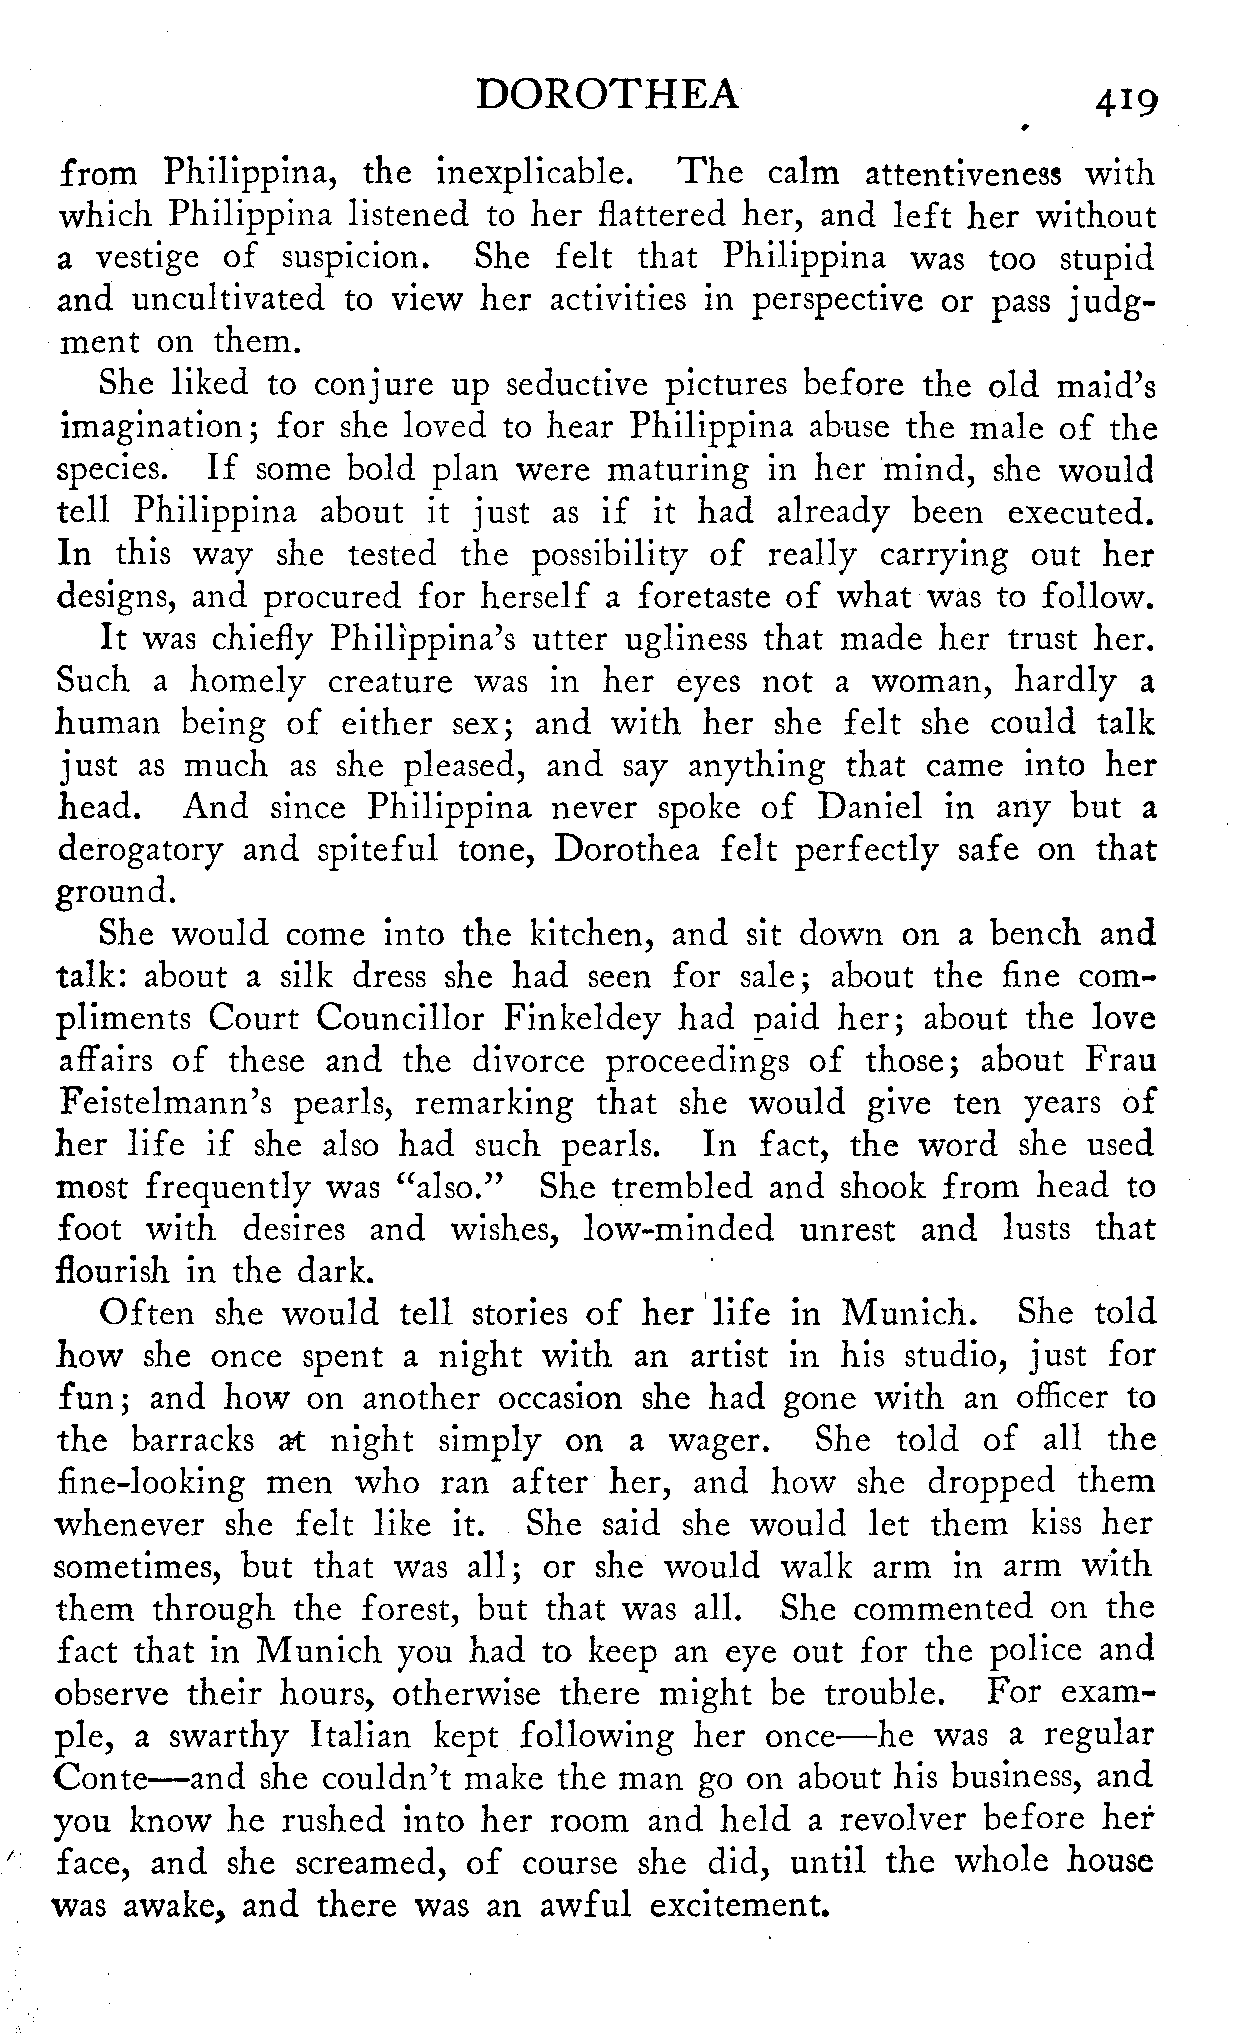 DOROTHEA 419
from Philippina, the inexplicable. The calm attentiveness with
which Philippina listened to her flattered her, and left her without
a vestige of suspicion. She felt that Philippina was too stupid
and uncultivated to view her activities in perspective or pass judg-
ment on them.
She liked to conjure up seductive pictures before the old maid's
imagination; for she loved to hear Philippina abuse the male of the
species. If some bold plan were maturing in her mind, she would
tell Philippina about it just as if it had already been executed.
In this way she tested the possibility of really carrying out her
designs, and procured for herself a foretaste of what was to follow.
It was chiefly Philippina's utter ugliness that made her trust her.
Such a homely creature was in her eyes not a woman, hardly a
human being of either sex; and with her she felt she could talk
just as much as she pleased, and say anything that came into her
head. And since Philippina never spoke of Daniel in any but a
derogatory and spiteful tone, Dorothea felt perfectly safe on that
ground.
She would come into the kitchen, and sit down on a bench and
talk: about a silk dress she had seen for sale; about the fine com-
pliments Court Councillor Finkeldey had paid her; about the love
affairs of these and the divorce proceedings of those; about Frau
Feistelmann's pearls, remarking that she would give ten years of
her life if she also had such pearls. In fact, the word she used
most frequently was "also." She trembled and shook from head to
foot with desires and wishes, low-minded unrest and lusts that
flourish in the dark.
Often she would tell stories of her life in Munich. She told
how she once spent a night with an artist in his studio, just for
fun; and how on another occasion she had gone with an officer to
the barracks at night simply on a wager. She told of all the
fine-looking men who ran after her, and how she dropped them
whenever she felt like it. She said she would let them kiss her
sometimes, but that was all; or she would walk arm in arm with
them through the forest, but that was all. She commented on the
fact that in Munich you had to keep an eye out for the police and
observe their hours, otherwise there might be trouble. For exam-
ple, a swarthy Italian kept following her once—he was a regular
Conte—and she couldn't make the man go on about his business, and
you know he rushed into her room and held a revolver before her
face, and she screamed, of course she did, until the whole house
was awake, and there was an awful excitement.